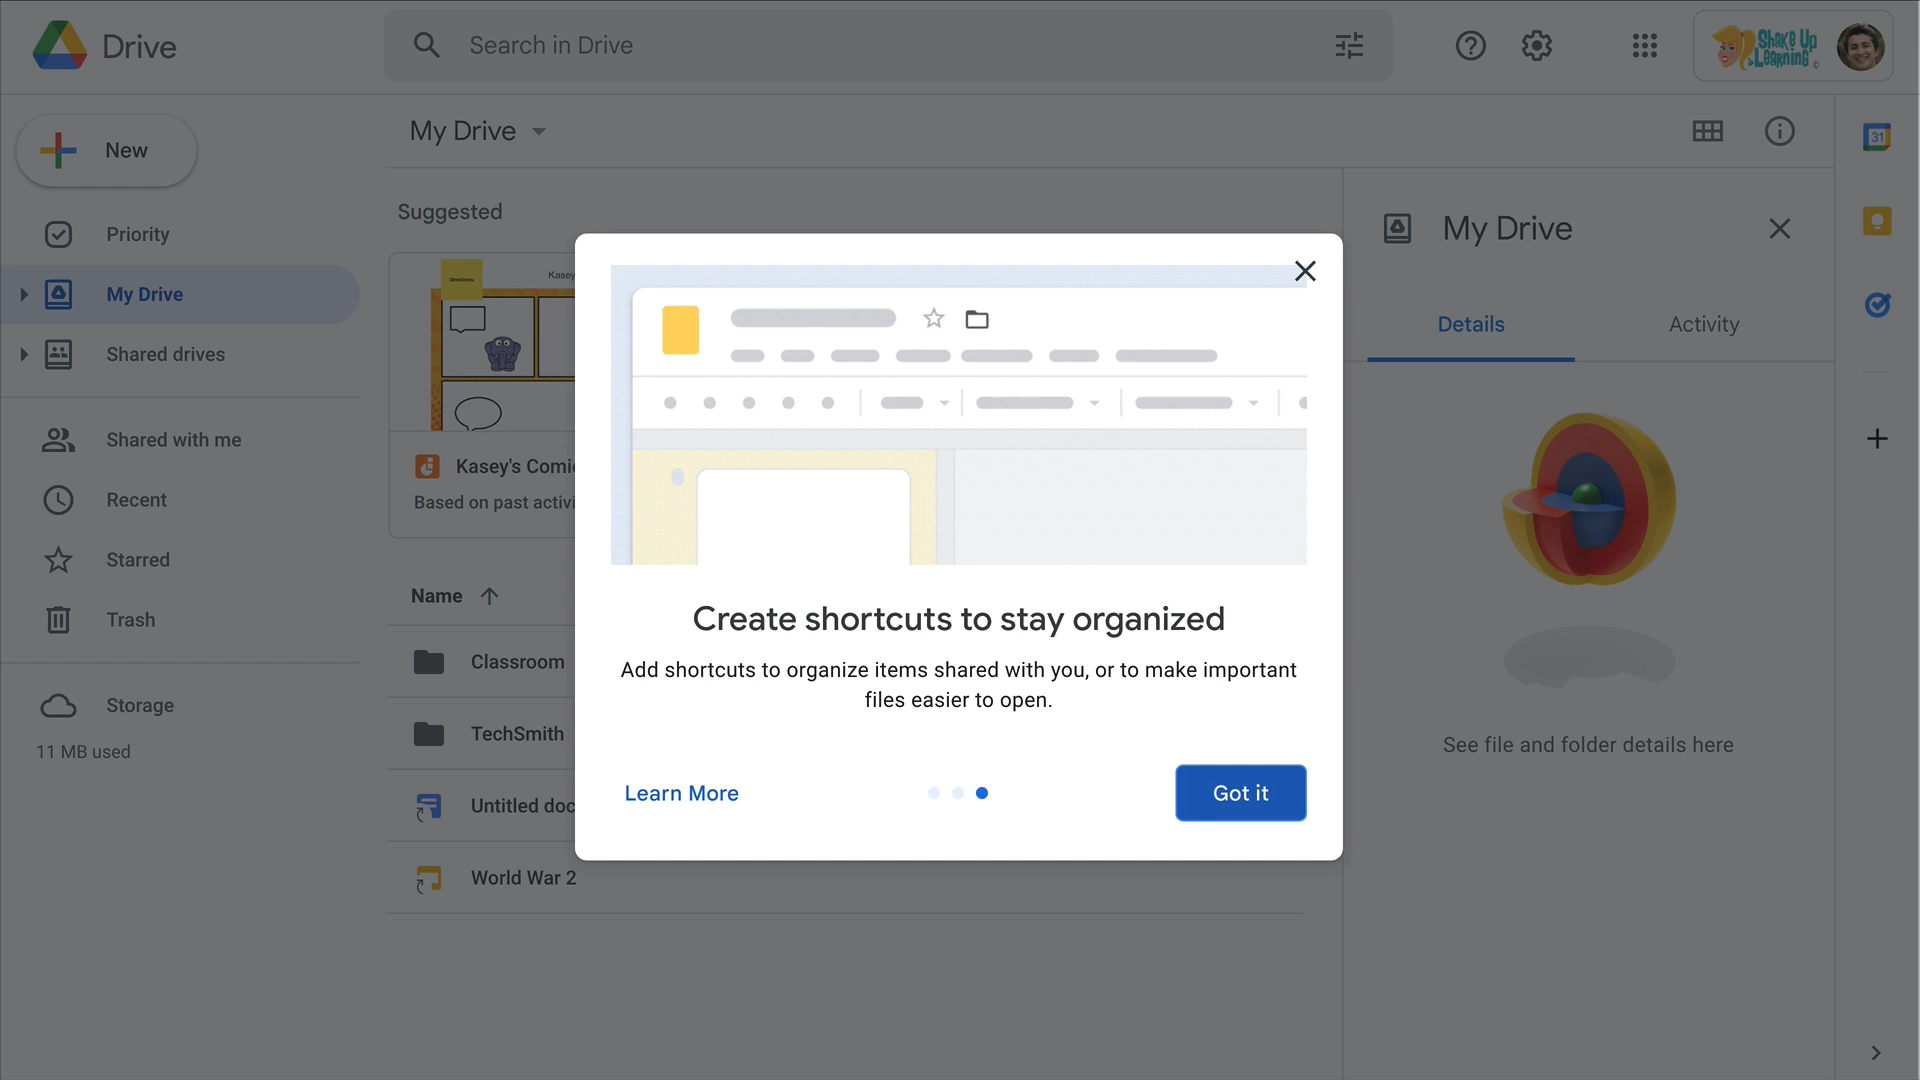 Drive
Search in Drive
Shake Up
Learning
New
My Drive
31
Priority
My Drive
Shared drives
Shared with me
Recent
Starred
Trash
Storage
11 MB used
Suggested
Directions
Kasey
Kasey's Comi
Based on past activi
Name
Classroom
TechSmith
Untitled doc
World War 2
Create shortcuts to stay organized
Add shortcuts to organize items shared with you, or to make important
files easier to open.
Learn More
Got it
My Drive
Details
Activity
See file and folder details here